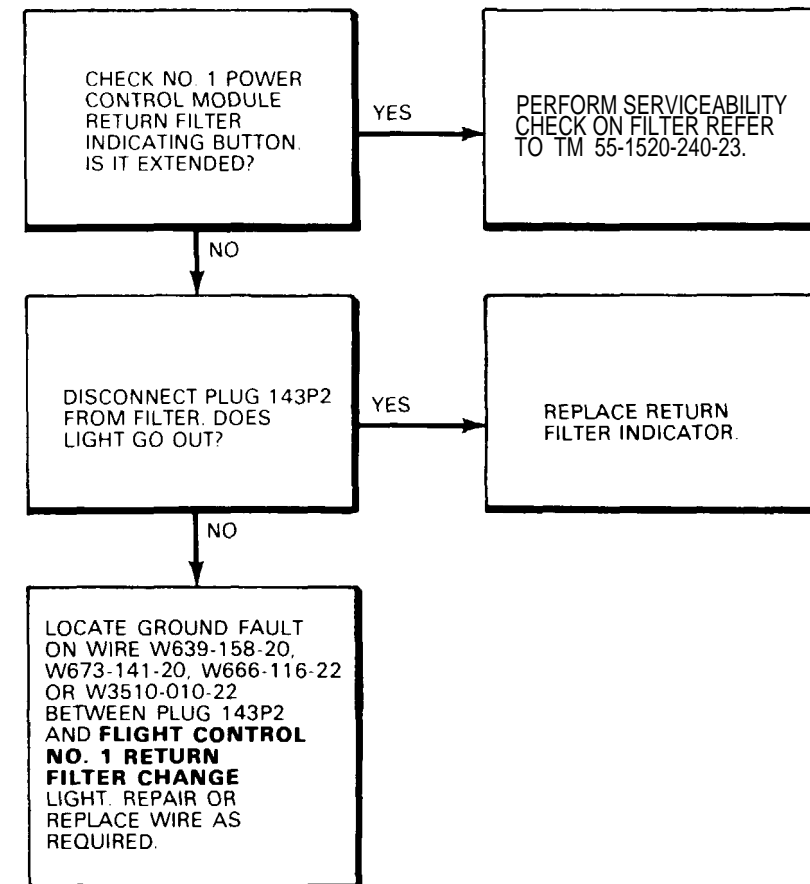 CHECK NO. 1 POWER
CONTROL MODULE
RETURN FILTER
INDICATING BUTTON.
IS IT EXTENDED?
YES
PERFORM SERVICEABILITY
CHECK ON FILTER REFER
TO TM 55-1520-240-23.
NO
DISCONNECT PLUG 143P2
FROM FILTER. DOES
LIGHT GO OUT?
YES
REPLACE RETURN
FILTER INDICATOR.
NO
LOCATE GROUND FAULT
ON WIRE W639-158-20,
W673-141-20, W666-116-22
OR W3510-010-22
BETWEEN PLUG 143P2
AND FLIGHT CONTROL
NO. 1 RETURN
FILTER CHANGE
LIGHT. REPAIR OR
REPLACE WIRE AS
REQUIRED.